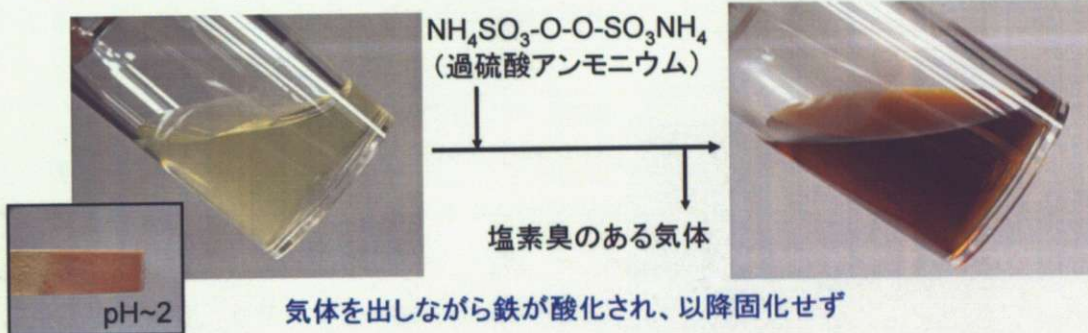 NH₄SO₃-O-O-SO₃NH₄
(過硫酸アンモニウム)
塩素臭のある気体
pH~2
気体を出しながら鉄が酸化され、以降固化せず